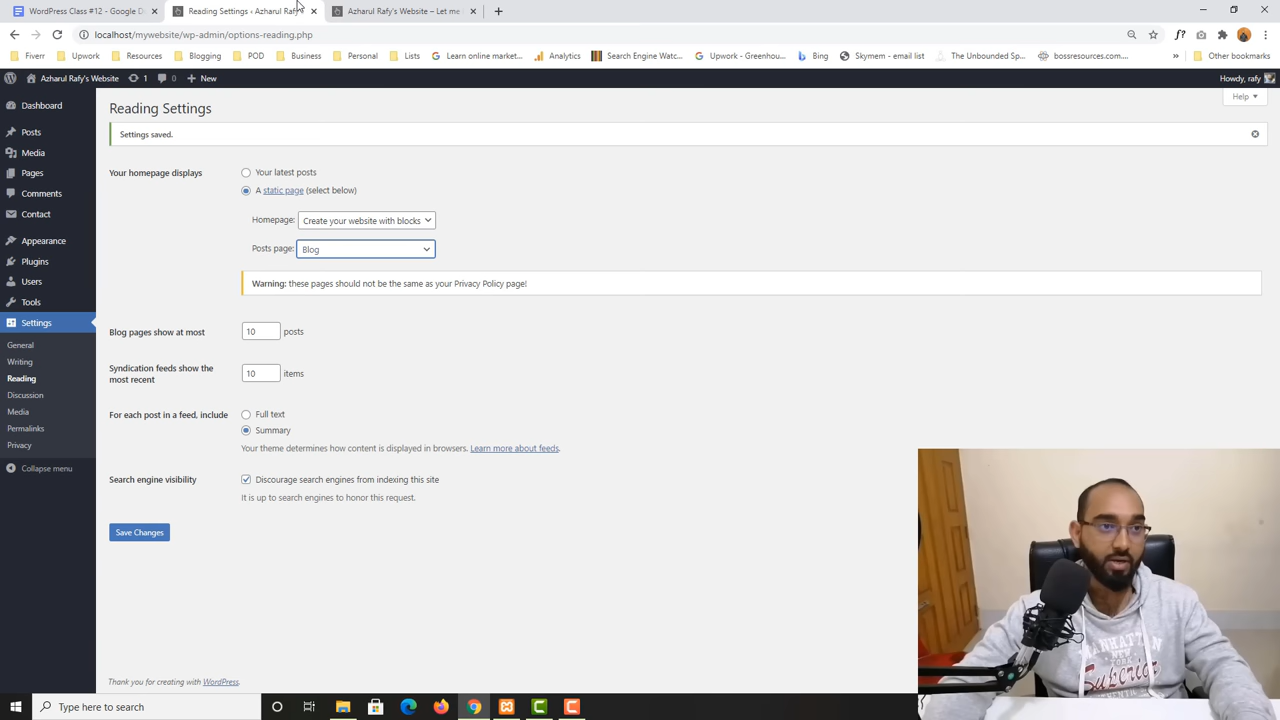 WordPress Class #12 - Google D
Reading Settings ‹ Azharul Rafy
Azharul Rafy's Website – Let me
localhost/mywebsite/wp-admin/options-reading.php
Fiverr
Upwork
Resources
Blogging
POD
Business
Personal
Lists
Learn online market...
Analytics
Search Engine Watc...
Upwork - Greenhou...
Bing
Skymem - email list
The Unbounded Sp...
bossresources.com...
»
Other bookmarks
Azharul Rafy's Website
1
0
+ New
Howdy, rafy
Help
Dashboard
Posts
Media
Pages
Comments
Contact
Appearance
Plugins
Users
Tools
Settings
General
Writing
Reading
Discussion
Media
Permalinks
Privacy
Collapse menu
Reading Settings
Settings saved.
Your homepage displays
Your latest posts
A static page (select below)
Homepage: Create your website with blocks
Posts page: Blog
Warning: these pages should not be the same as your Privacy Policy page!
Blog pages show at most
10 posts
Syndication feeds show the most recent
10 items
For each post in a feed, include
Full text
Summary
Your theme determines how content is displayed in browsers. Learn more about feeds.
Search engine visibility
Discourage search engines from indexing this site
It is up to search engines to honor this request.
Save Changes
Thank you for creating with WordPress.
MANHATTAN
Superior
Type here to search